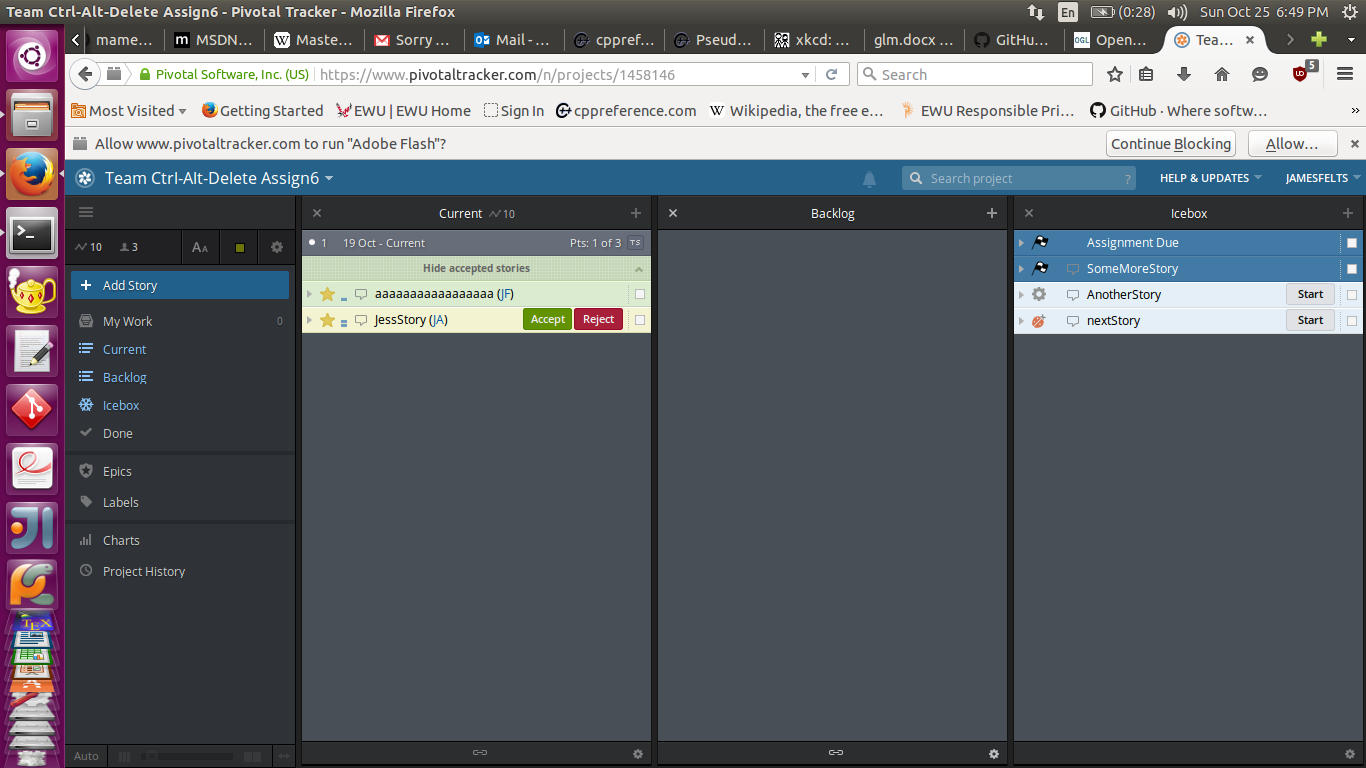 Team Ctrl-Alt-Delete Assign6 - Pivotal Tracker - Mozilla Firefox
En (0:28) Sun Oct 25 6:49 PM
mame… MSDN… Maste… Sorry … Mail - … cppref… Pseud… xkcd: … glm.docx … GitHu… Open… Tea…
Pivotal Software, Inc. (US) https://www.pivotaltracker.com/n/projects/1458146 Search 5
Most Visited Getting Started EWU | EWU Home Sign In cppreference.com Wikipedia, the free e… EWU Responsible Pri… GitHub · Where softw…
Allow www.pivotaltracker.com to run "Adobe Flash"? Continue Blocking Allow…
Team Ctrl-Alt-Delete Assign6 Search project ? HELP & UPDATES JAMESFELTS
Current 10 Backlog Icebox
10 3 AA
1 19 Oct - Current Pts: 1 of 3 TS
Hide accepted stories
aaaaaaaaaaaaaaaaa (JF)
JessStory (JA) Accept Reject
Assignment Due
SomeMoreStory
AnotherStory Start
nextStory Start
Add Story
My Work 0
Current
Backlog
Icebox
Done
Epics
Labels
Charts
Project History
Auto
TEX